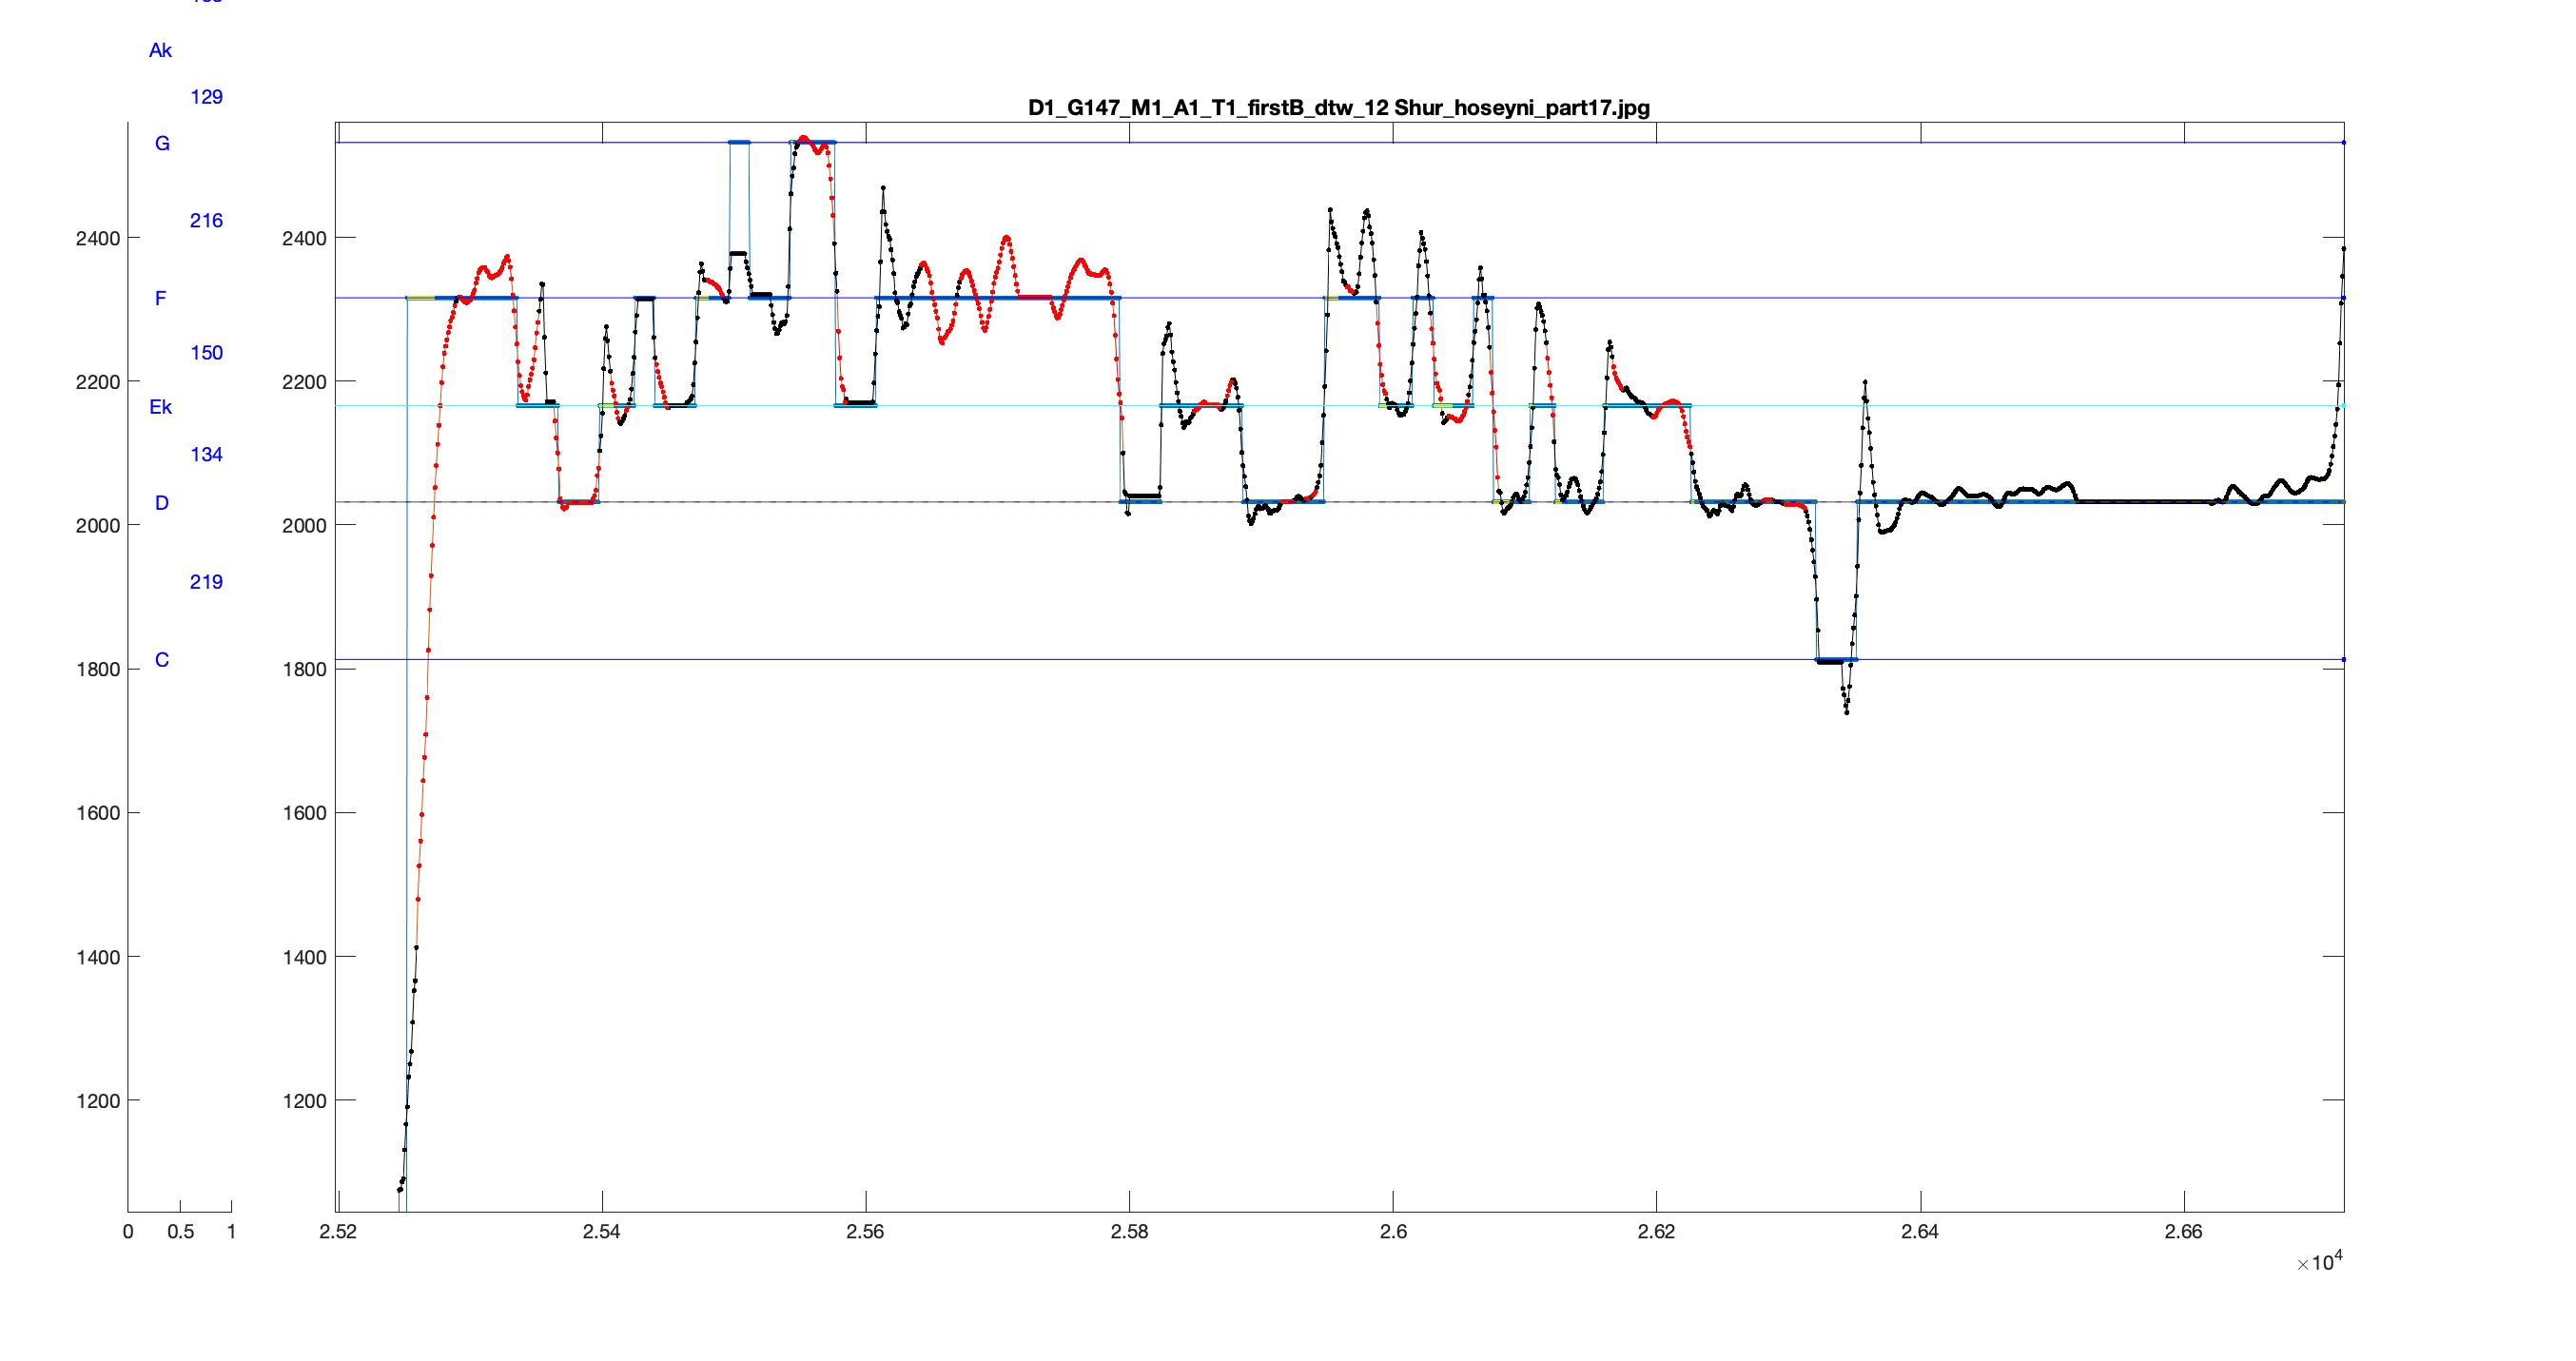 Ak
129
D1_G147_M1_A1_T1_firstB_dtw_12 Shur_hoseyni_part17.jpg
G
216
2400 2400
F
150
2200 2200
Ek
134
D
2000 2000
219
C
1800 1800
1600 1600
1400 1400
1200 1200
0 0.5 1 2.52 2.54 2.56 2.58 2.6 2.62 2.64 2.66
×10^4